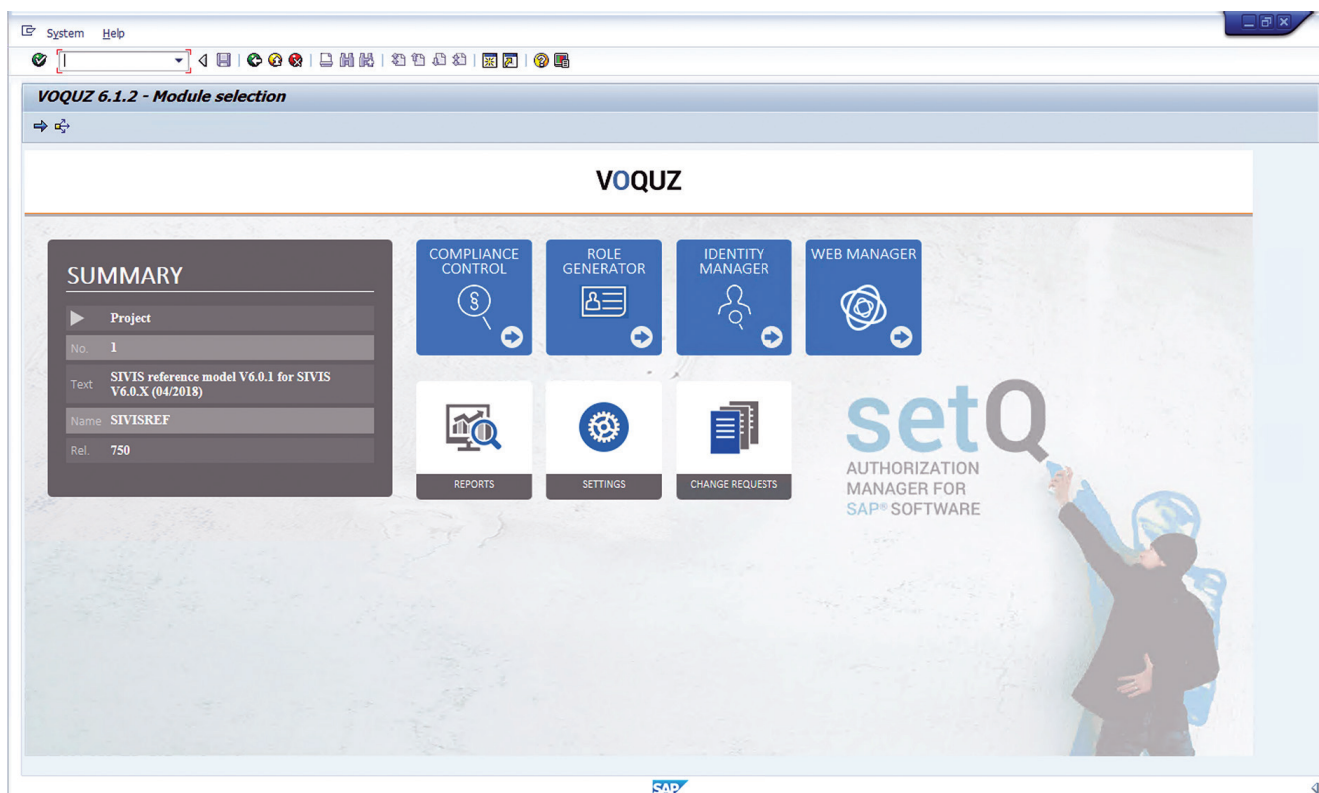 System Help
VOQUZ 6.1.2 - Module selection
VOQUZ
SUMMARY
Project
No. 1
Text SIVIS reference model V6.0.1 for SIVIS
V6.0.X (04/2018)
Name SIVISREF
Rel. 750
COMPLIANCE
CONTROL
§
ROLE
GENERATOR
IDENTITY
MANAGER
WEB MANAGER
REPORTS
SETTINGS
CHANGE REQUESTS
setQ
AUTHORIZATION
MANAGER FOR
SAP® SOFTWARE
SAP